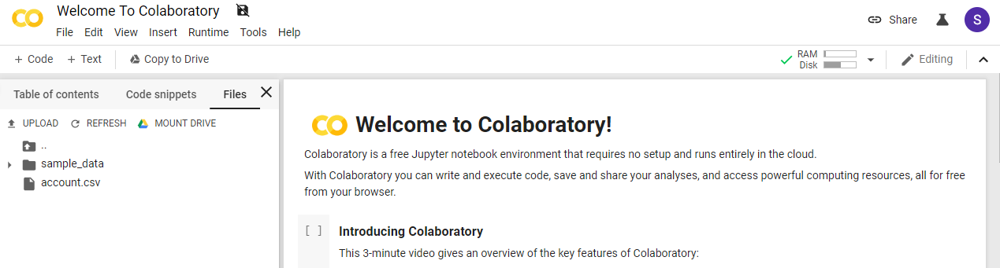 Welcome To Colaboratory
File Edit View Insert Runtime Tools Help
Share
S
+ Code + Text Copy to Drive
RAM
Disk
Editing
Table of contents Code snippets Files
UPLOAD REFRESH MOUNT DRIVE
..
sample_data
account.csv
CO Welcome to Colaboratory!
Colaboratory is a free Jupyter notebook environment that requires no setup and runs entirely in the cloud.
With Colaboratory you can write and execute code, save and share your analyses, and access powerful computing resources, all for free
from your browser.
[ ] Introducing Colaboratory
This 3-minute video gives an overview of the key features of Colaboratory: